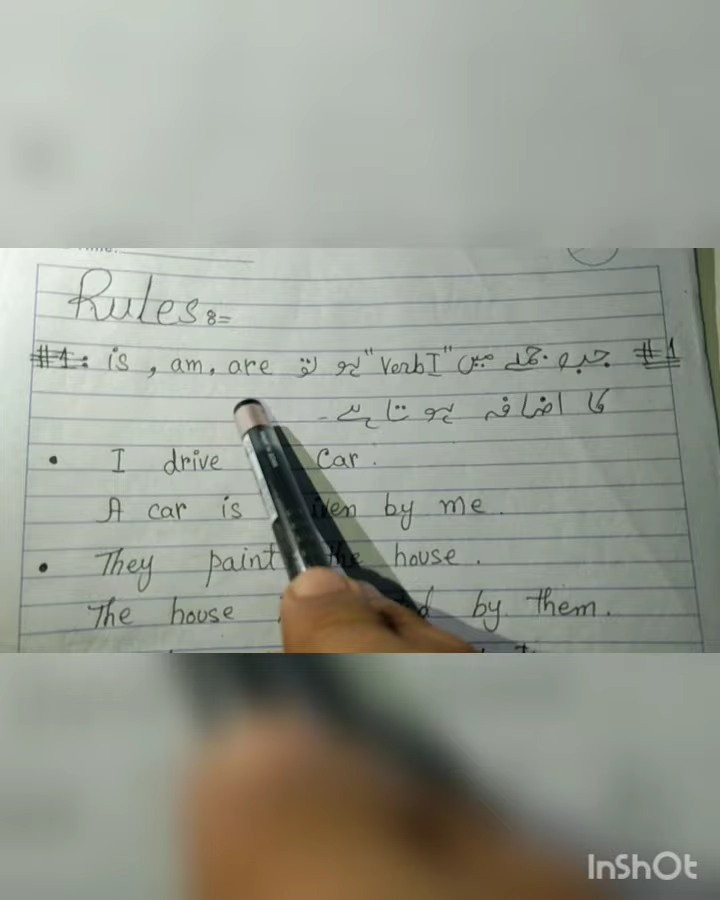 Rules:-
#1: is, am, are جب جملے میں "Verb I" ہو تو #1
کا اضافہ ہوتا ہے۔
• I drive car.
A car is by me.
• They paint the house.
The house by them.
InShOt